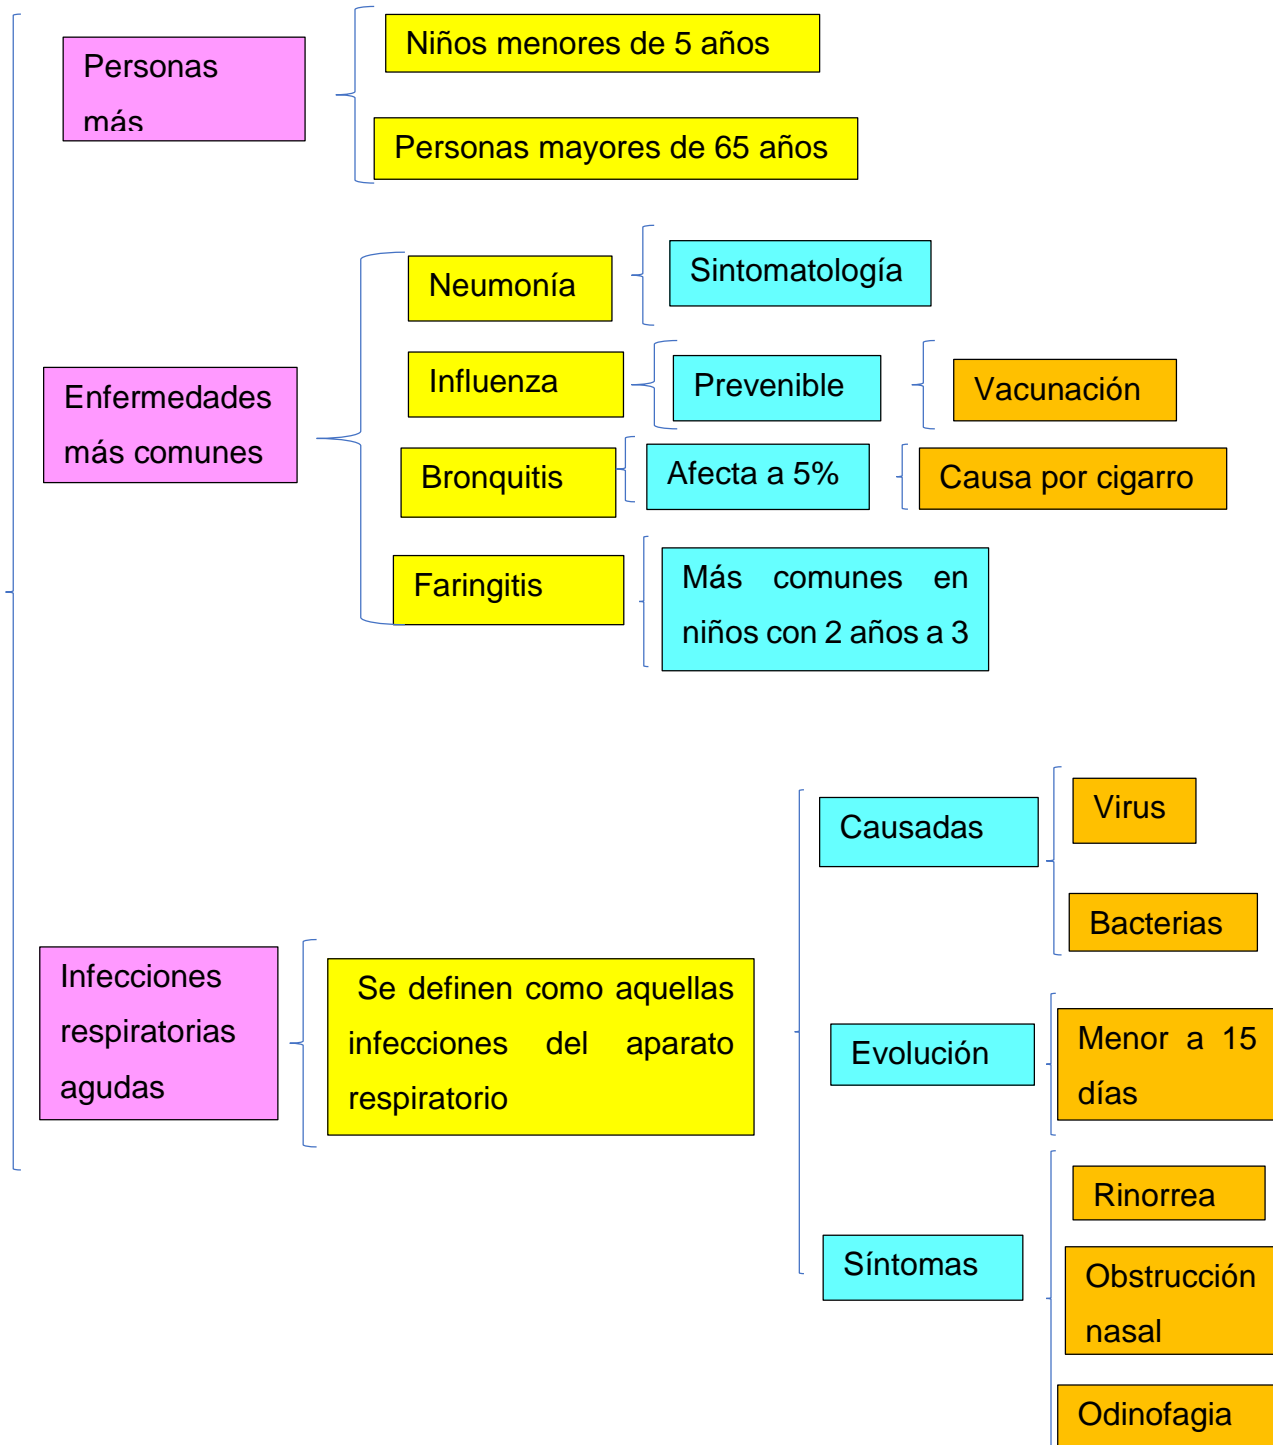 Personas
más
Niños menores de 5 años
Personas mayores de 65 años
Enfermedades
más comunes
Neumonía
Sintomatología
Influenza
Prevenible
Vacunación
Bronquitis
Afecta a 5%
Causa por cigarro
Faringitis
Más comunes en
niños con 2 años a 3
Infecciones
respiratorias
agudas
Se definen como aquellas
infecciones del aparato
respiratorio
Causadas
Virus
Bacterias
Evolución
Menor a 15
días
Síntomas
Rinorrea
Obstrucción
nasal
Odinofagia